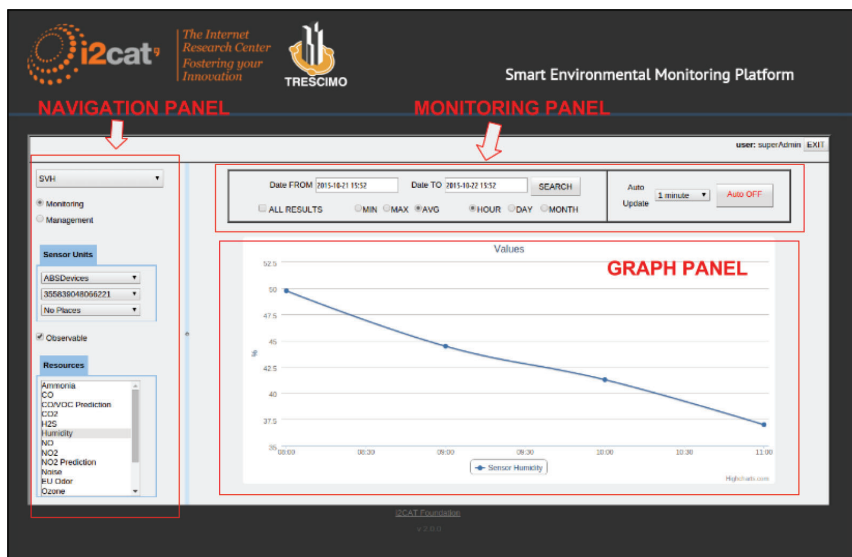 i2cat
The Internet
Research Center
Fostering your
Innovation
TRESCIMO
Smart Environmental Monitoring Platform
NAVIGATION PANEL
MONITORING PANEL
user: superAdmin EXIT
SVH
Monitoring
Management
Sensor Units
ABSDevices
355839048066221
No Places
Observable
Resources
Ammonia
CO
CO/VOC Prediction
CO2
H2S
Humidity
NO
NO2
NO2 Prediction
Noise
EU Odor
Ozone
Date FROM 2015-10-21 15:52 Date TO 2015-10-22 15:52 SEARCH
ALL RESULTS MIN MAX AVG HOUR DAY MONTH
Auto
Update
1 minute
Auto OFF
Values
GRAPH PANEL
%
52.5
50
47.5
45
42.5
40
37.5
35
08:00 08:30 09:00 09:30 10:00 10:30 11:00
Sensor Humidity
Highcharts.com
i2CAT Foundation
v 2.0.0